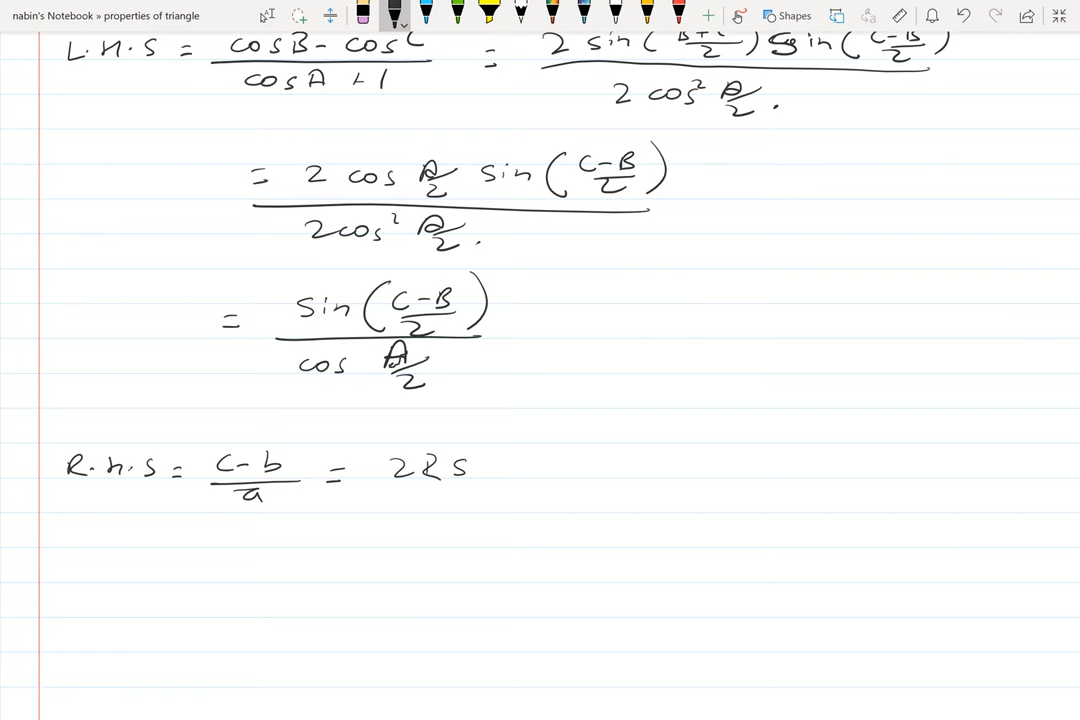 nabin's Notebook » properties of triangle
Shapes
L.H.S = cosB - cosC / cosA + 1 = 2 sin(B+C/2) sin(C-B/2) / 2 cos² A/2.
= 2 cos A/2 sin(C-B/2) / 2cos² A/2.
= sin(C-B/2) / cos A/2
R.h.s = c-b / a = 2RS